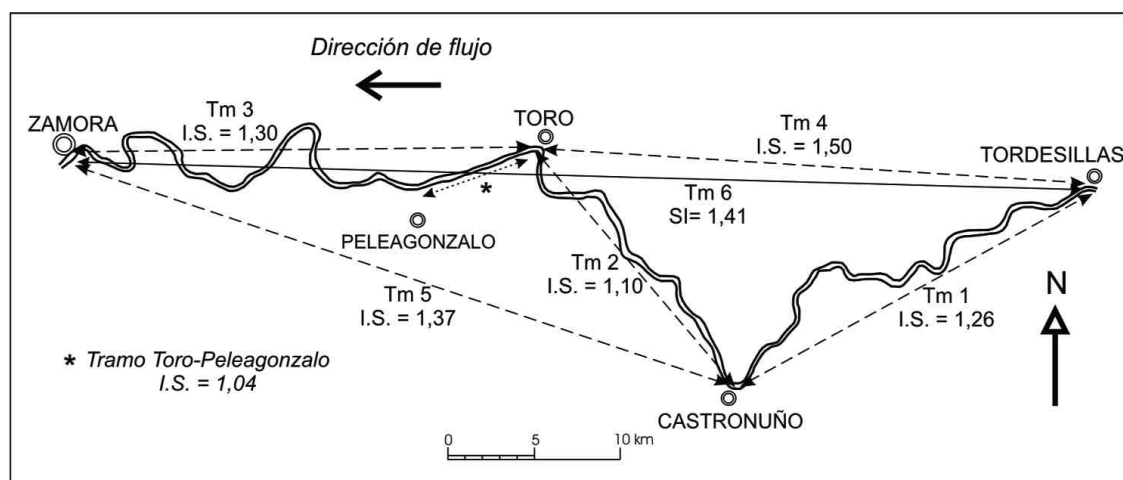 Dirección de flujo
ZAMORA
Tm 3
I.S. = 1,30
TORO
Tm 4
I.S. = 1,50
TORDESILLAS
*
Tm 6
SI= 1,41
PELEAGONZALO
Tm 2
I.S. = 1,10
Tm 5
I.S. = 1,37
Tm 1
I.S. = 1,26
N
* Tramo Toro-Peleagonzalo
I.S. = 1,04
CASTRONUÑO
0 5 10 km